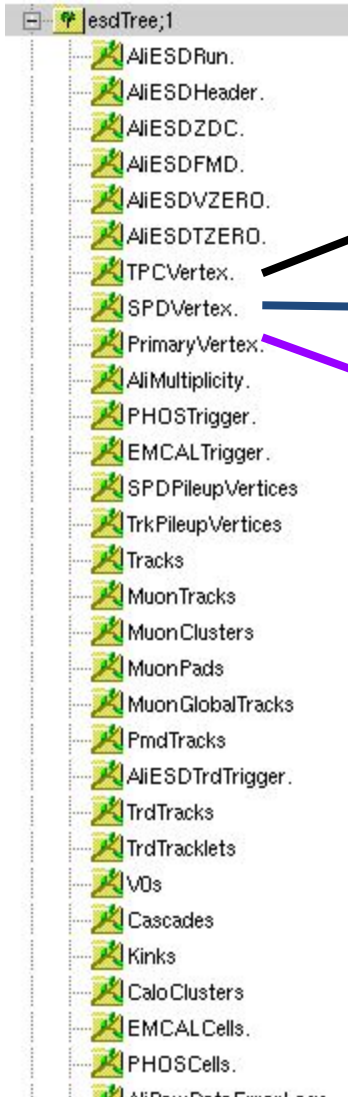 esdTree;1
AliESDRun.
AliESDHeader.
AliESDZDC.
AliESDFMD.
AliESDVZERO.
AliESDTZERO.
TPCVertex.
SPDVertex.
PrimaryVertex.
AliMultiplicity.
PHOSTrigger.
EMCALTrigger.
SPDPileupVertices
TrkPileupVertices
Tracks
MuonTracks
MuonClusters
MuonPads
MuonGlobalTracks
PmdTracks
AliESDTrdTrigger.
TrdTracks
TrdTracklets
V0s
Cascades
Kinks
CaloClusters
EMCALCells.
PHOSCells.
AliRawDataErrorLogs